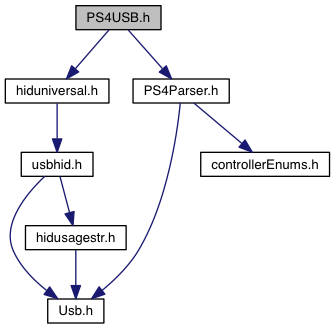 PS4USB.h
hiduniversal.h
PS4Parser.h
usbhid.h
controllerEnums.h
hidusagestr.h
Usb.h